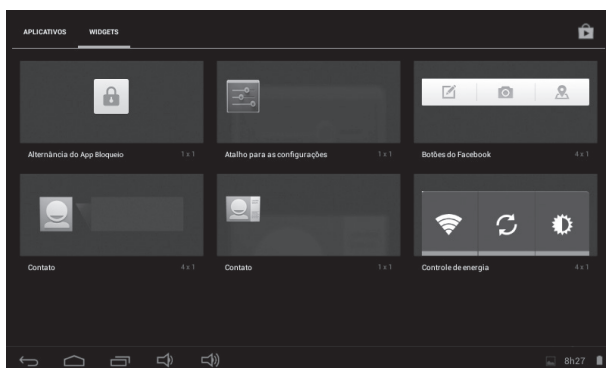 APLICATIVOS WIDGETS
Alternância do App Bloqueio 1 x 1 Atalho para as configurações 1 x 1 Botões do Facebook 4 x 1
Contato 4 x 1 Contato 1 x 1 Controle de energia 4 x 1
8h27